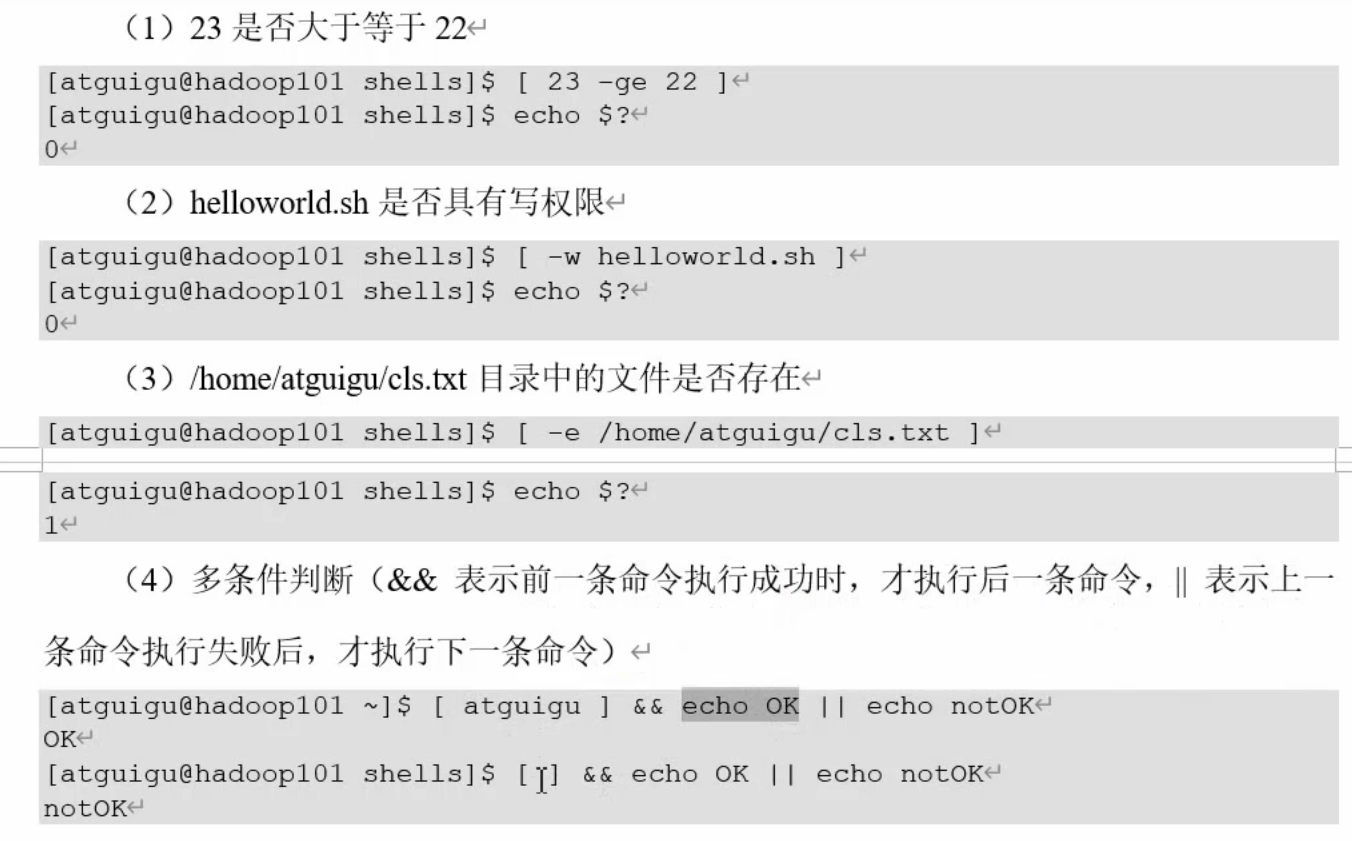 （1）23 是否大于等于 22↵
[atguigu@hadoop101 shells]$ [ 23 -ge 22 ]↵
[atguigu@hadoop101 shells]$ echo $?↵
0↵
（2）helloworld.sh 是否具有写权限↵
[atguigu@hadoop101 shells]$ [ -w helloworld.sh ]↵
[atguigu@hadoop101 shells]$ echo $?↵
0↵
（3）/home/atguigu/cls.txt 目录中的文件是否存在↵
[atguigu@hadoop101 shells]$ [ -e /home/atguigu/cls.txt ]↵
[atguigu@hadoop101 shells]$ echo $?↵
1↵
（4）多条件判断（&& 表示前一条命令执行成功时，才执行后一条命令，|| 表示上一
条命令执行失败后，才执行下一条命令）↵
[atguigu@hadoop101 ~]$ [ atguigu ] && echo OK || echo notOK↵
OK↵
[atguigu@hadoop101 shells]$ [ ] && echo OK || echo notOK↵
notOK↵